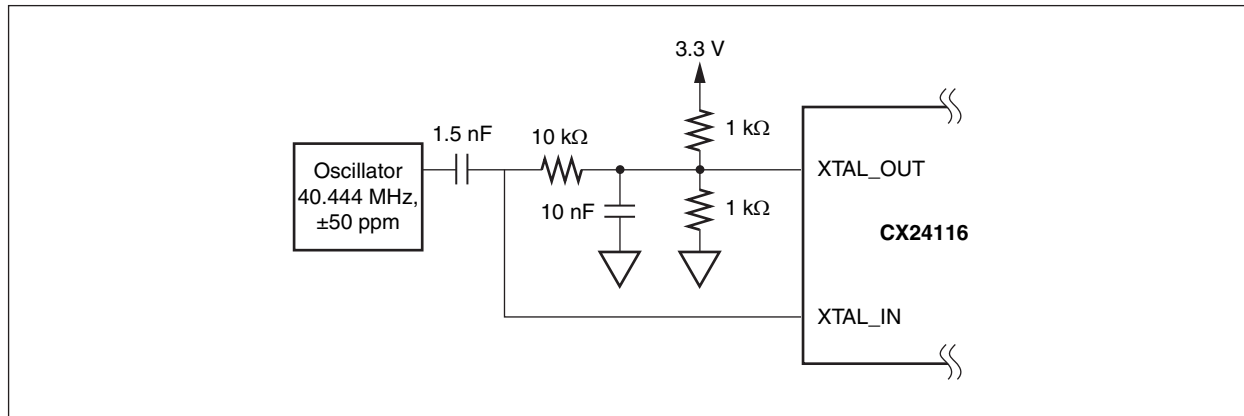 3.3 V
1.5 nF
10 kΩ
1 kΩ
Oscillator
40.444 MHz,
±50 ppm
XTAL_OUT
10 nF
1 kΩ
CX24116
XTAL_IN